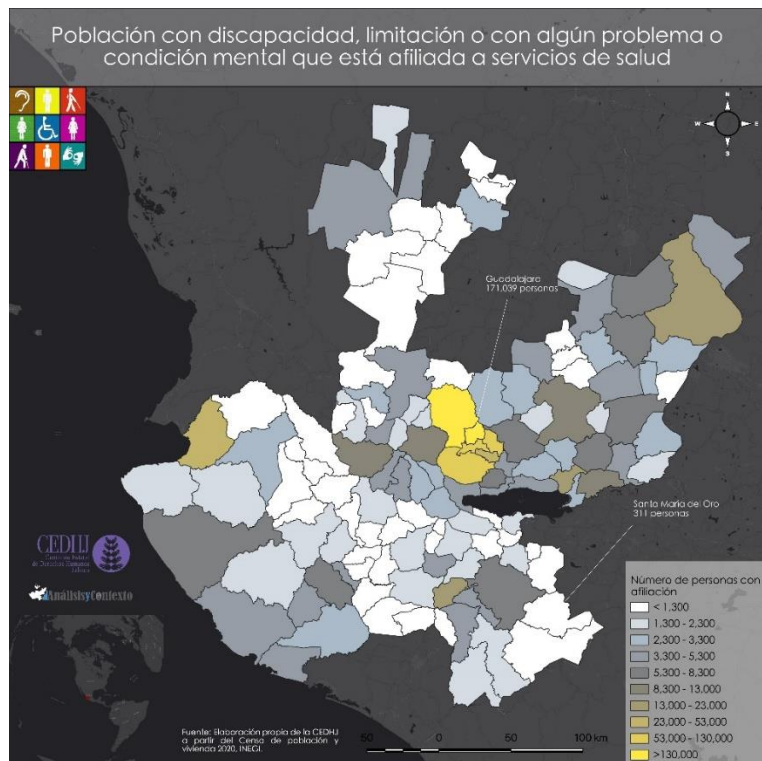 Población con discapacidad, limitación o con algún problema o
condición mental que está afiliada a servicios de salud
N
W
E
S
Guadalajara
171,039 personas
Santa María del Oro
311 personas
CEDHJ
AnálisisyContexto
Número de personas con
afiliación
< 1,300
1,300 - 2,300
2,300 - 3,300
3,300 - 5,300
5,300 - 8,300
8,300 - 13,000
13,000 - 23,000
23,000 - 53,000
53,000 - 130,000
>130,000
Fuente: Elaboración propia de la CEDHJ
a partir del Censo de población y
vivienda 2020, INEGI.
50 0 50 100 km